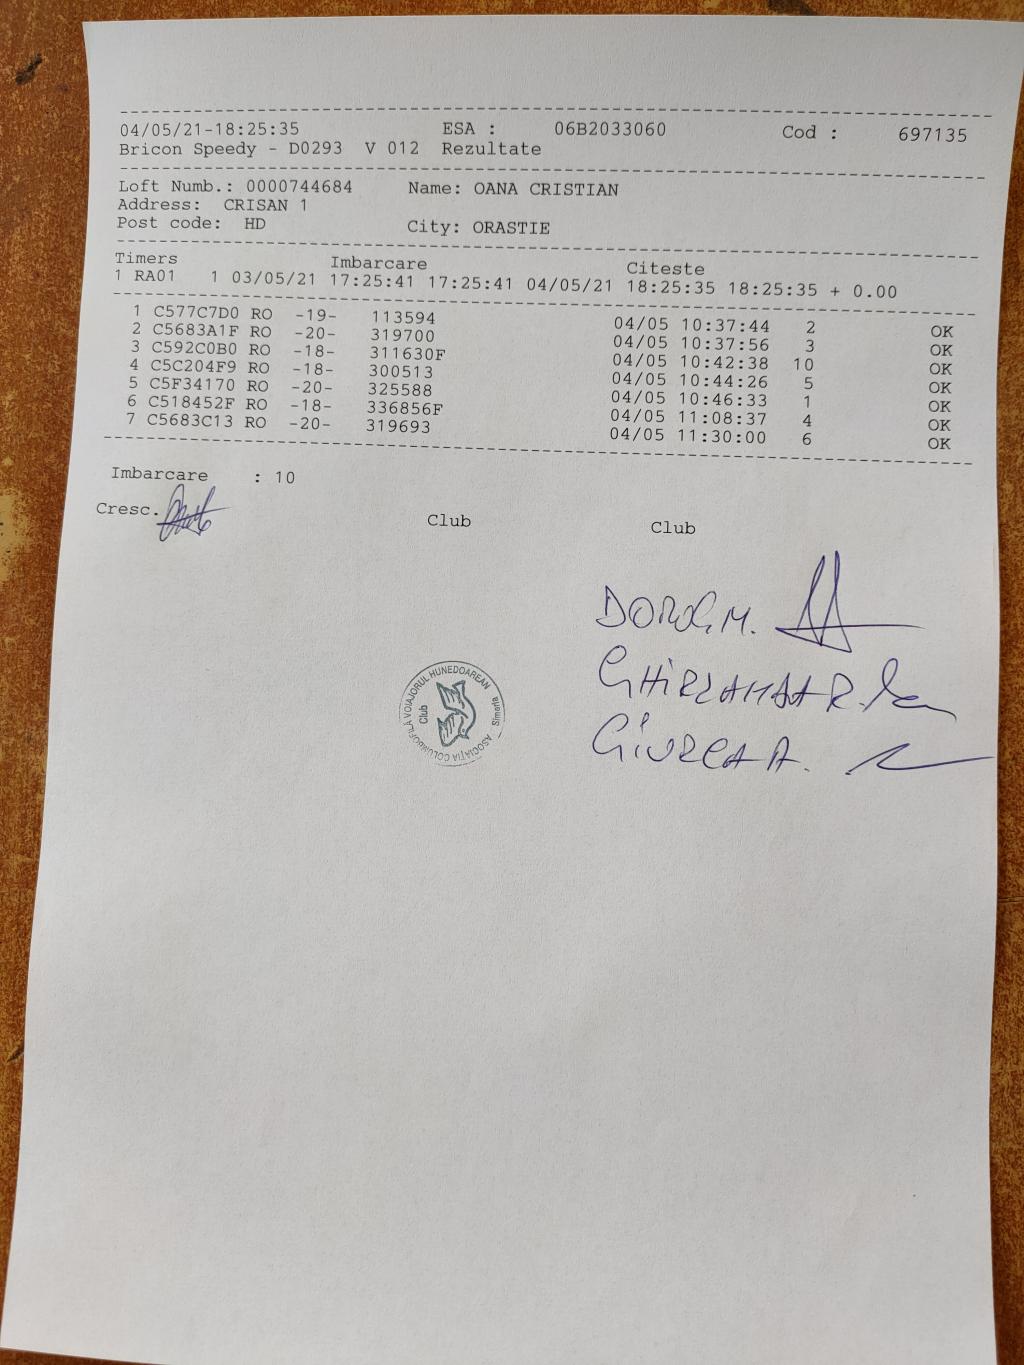 04/05/21-18:25:35 ESA : 06B2033060 Cod : 697135
Bricon Speedy - D0293 V 012 Rezultate
Loft Numb.: 0000744684 Name: OANA CRISTIAN
Address: CRISAN 1
Post code: HD City: ORASTIE
Timers Imbarcare Citeste
1 RA01 1 03/05/21 17:25:41 17:25:41 04/05/21 18:25:35 18:25:35 + 0.00
1 C577C7D0 RO -19- 113594 04/05 10:37:44 2 OK
2 C5683A1F RO -20- 319700 04/05 10:37:56 3 OK
3 C592C0B0 RO -18- 311630F 04/05 10:42:38 10 OK
4 C5C204F9 RO -18- 300513 04/05 10:44:26 5 OK
5 C5F34170 RO -20- 325588 04/05 10:46:33 1 OK
6 C518452F RO -18- 336856F 04/05 11:08:37 4 OK
7 C5683C13 RO -20- 319693 04/05 11:30:00 6 OK
Imbarcare : 10
Cresc. Club Club
ASOCIAȚIA COLUMBOFILĂ VOIAJORUL HUNEDOAREAN
Club
Simeria
GIURCA A.